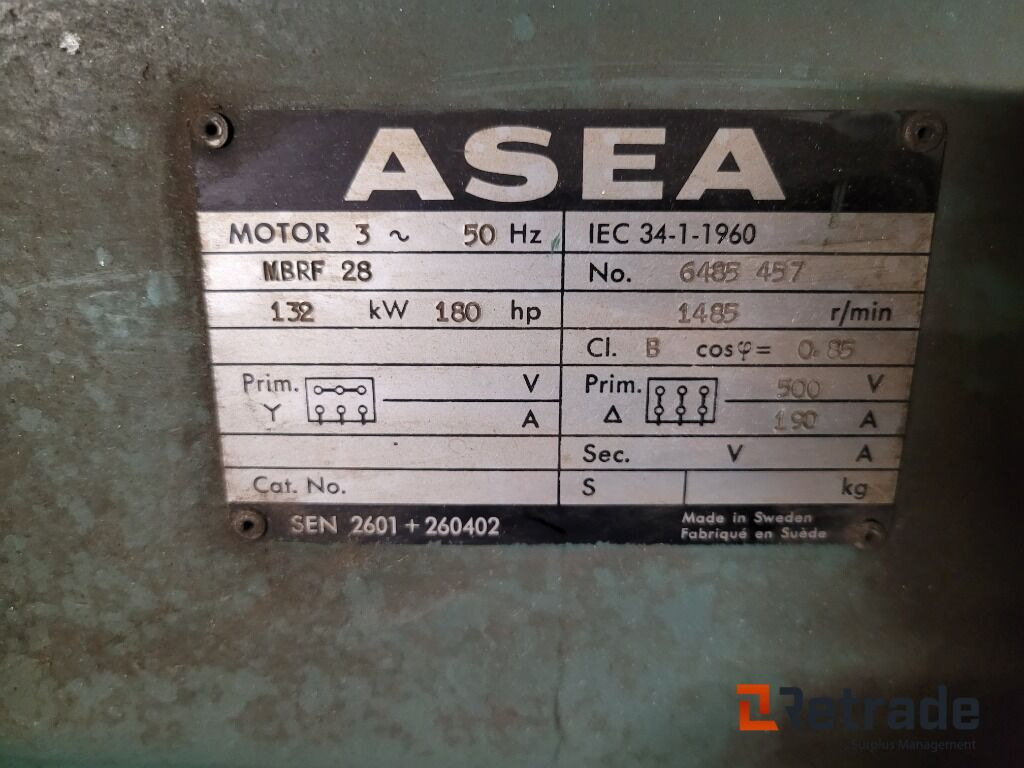 ASEA
MOTOR 3 ~ 50 Hz IEC 34-1-1960
MBRF 28 No. 6485 457
132 kW 180 hp 1485 r/min
Cl. B cosφ= 0.85
Prim. V Prim. 500 V
Y A Δ 190 A
Sec. V A
Cat. No. S kg
SEN 2601 + 260402 Made in Sweden
Fabriqué en Suède
Retrade
Surplus Management